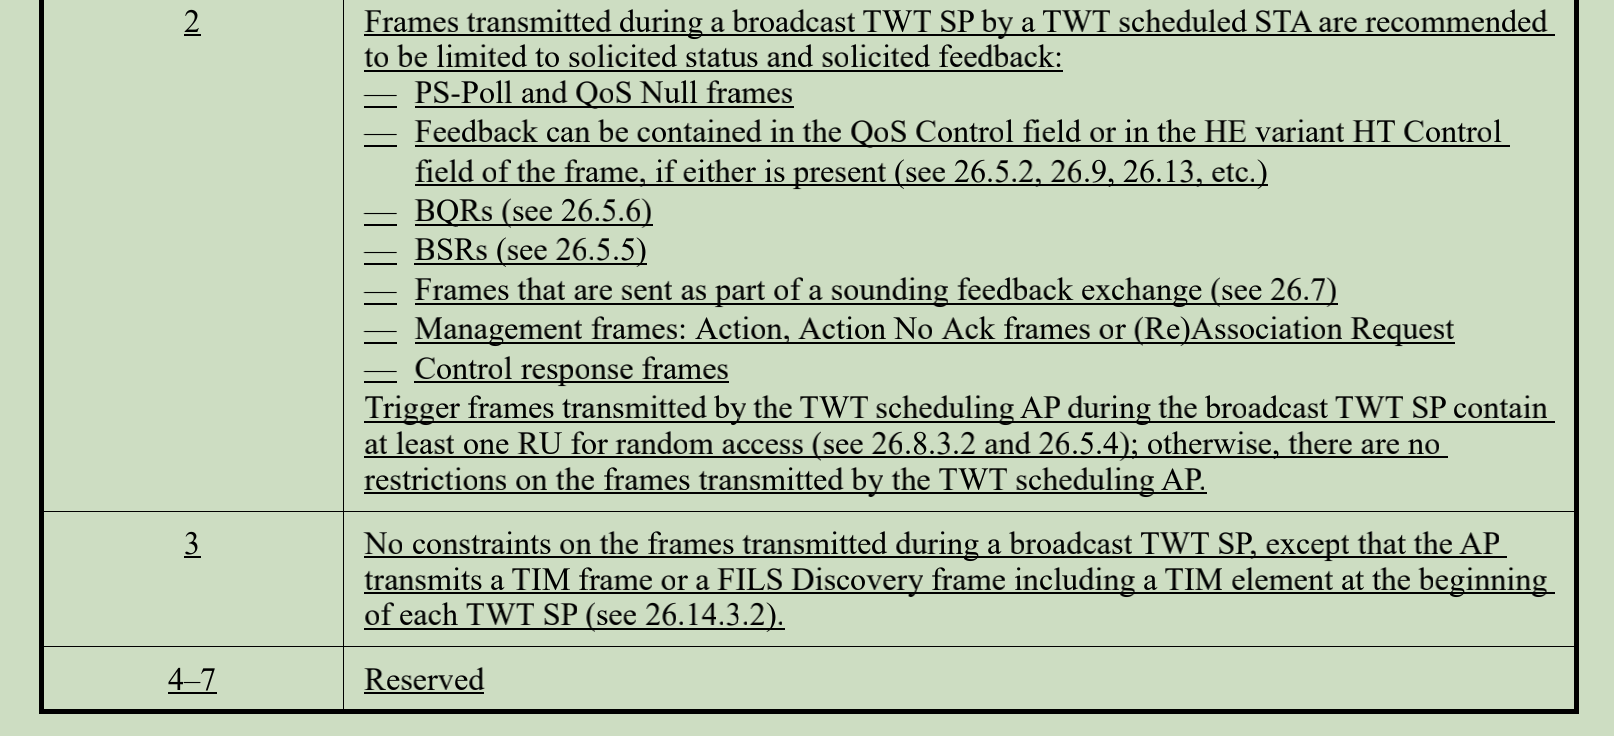 2
Frames transmitted during a broadcast TWT SP by a TWT scheduled STA are recommended
to be limited to solicited status and solicited feedback:
— PS-Poll and QoS Null frames
— Feedback can be contained in the QoS Control field or in the HE variant HT Control
field of the frame, if either is present (see 26.5.2, 26.9, 26.13, etc.)
— BQRs (see 26.5.6)
— BSRs (see 26.5.5)
— Frames that are sent as part of a sounding feedback exchange (see 26.7)
— Management frames: Action, Action No Ack frames or (Re)Association Request
— Control response frames
Trigger frames transmitted by the TWT scheduling AP during the broadcast TWT SP contain
at least one RU for random access (see 26.8.3.2 and 26.5.4); otherwise, there are no
restrictions on the frames transmitted by the TWT scheduling AP.
3
No constraints on the frames transmitted during a broadcast TWT SP, except that the AP
transmits a TIM frame or a FILS Discovery frame including a TIM element at the beginning
of each TWT SP (see 26.14.3.2).
4–7
Reserved